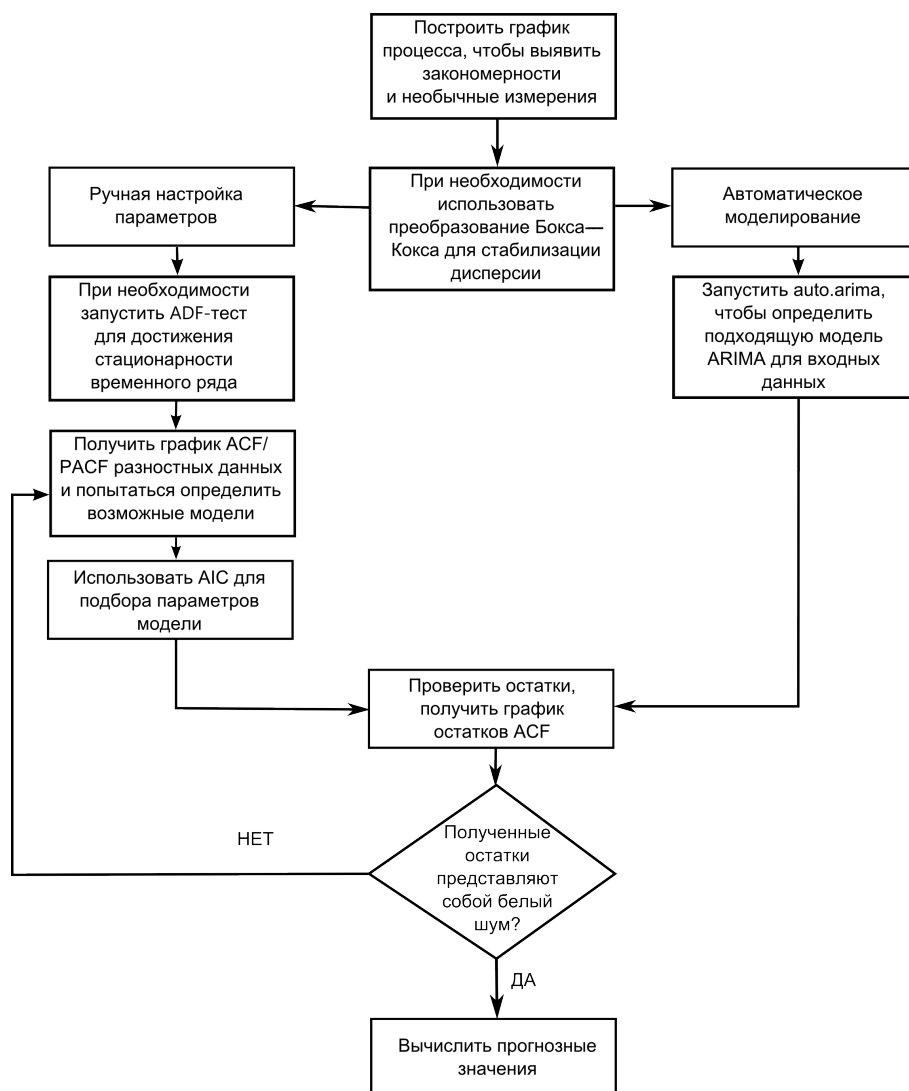 Построить график
процесса, чтобы выявить
закономерности
и необычные измерения
Ручная настройка
параметров
При необходимости
использовать
преобразование Бокса—
Кокса для стабилизации
дисперсии
Автоматическое
моделирование
При необходимости
запустить ADF-тест
для достижения
стационарности
временного ряда
Запустить auto.arima,
чтобы определить
подходящую модель
ARIMA для входных
данных
Получить график ACF/
PACF разностных данных
и попытаться определить
возможные модели
Использовать AIC для
подбора параметров
модели
Проверить остатки,
получить график
остатков ACF
НЕТ
Полученные
остатки
представляют
собой белый
шум?
ДА
Вычислить прогнозные
значения